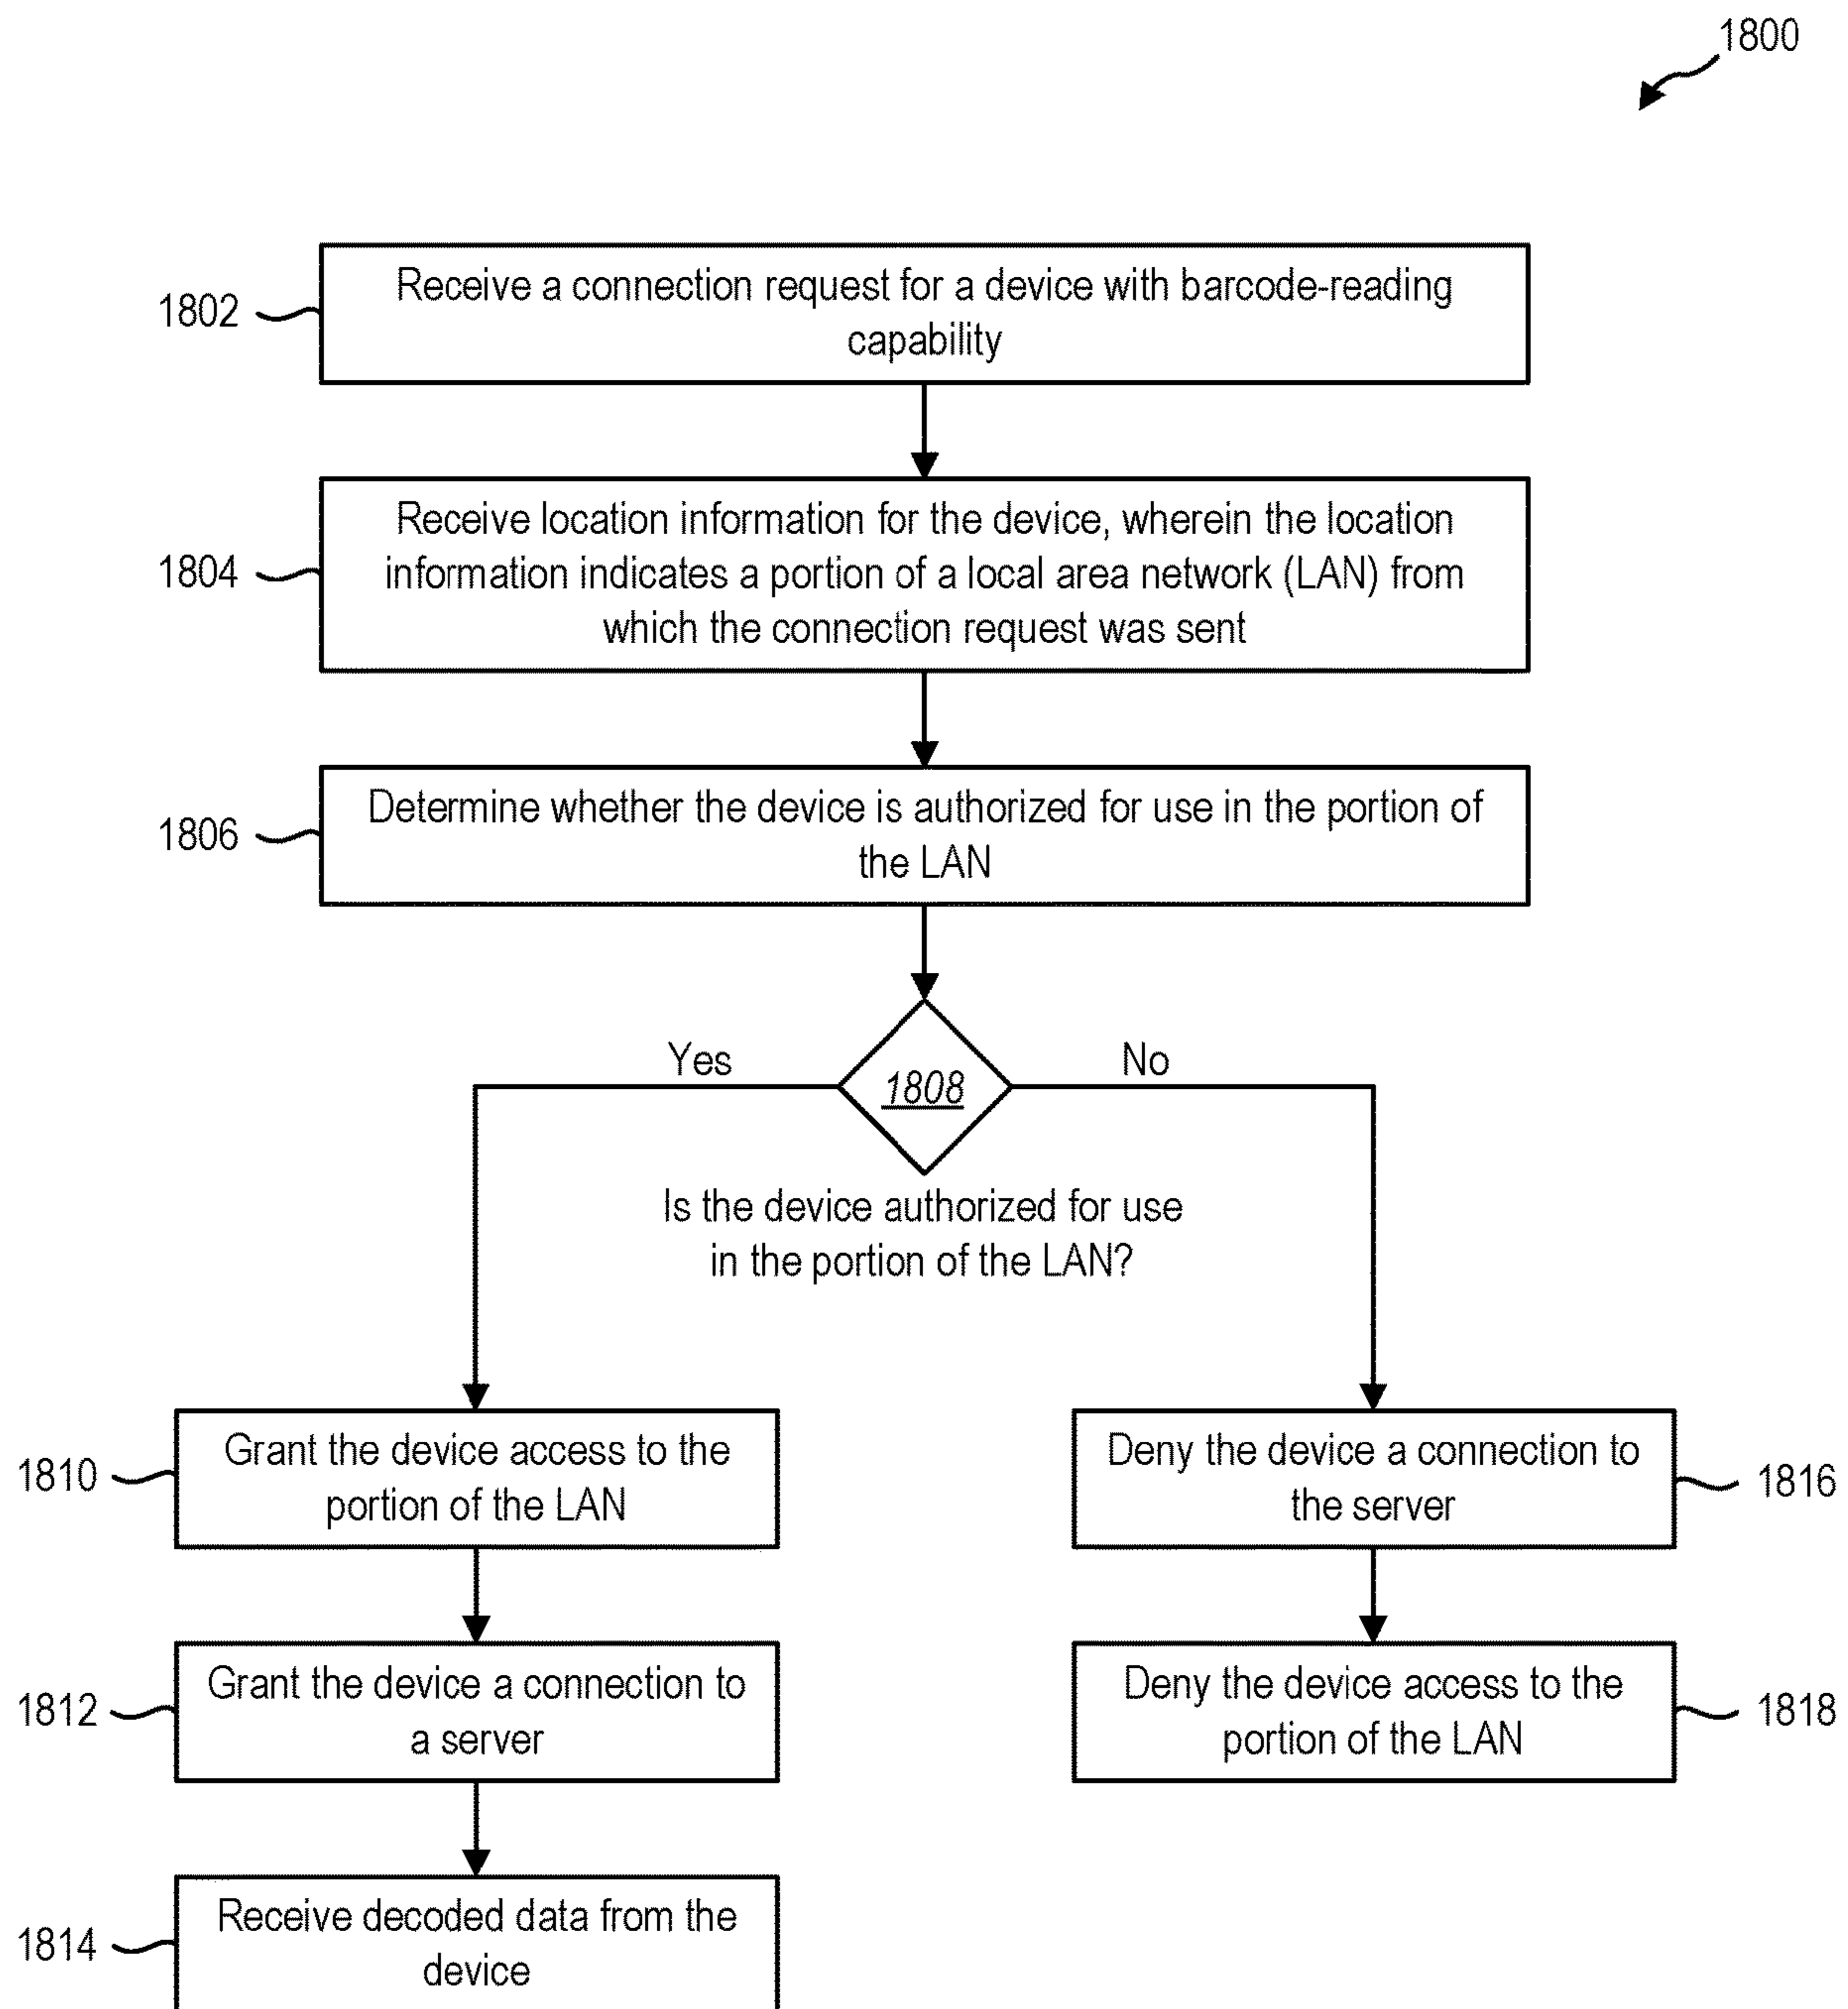 1800
1802
Receive a connection request for a device with barcode-reading
capability
1804
Receive location information for the device, wherein the location
information indicates a portion of a local area network (LAN) from
which the connection request was sent
1806
Determine whether the device is authorized for use in the portion of
the LAN
Yes
1808
No
Is the device authorized for use
in the portion of the LAN?
1810
Grant the device access to the
portion of the LAN
Deny the device a connection to
the server
1816
1812
Grant the device a connection to
a server
Deny the device access to the
portion of the LAN
1818
1814
Receive decoded data from the
device